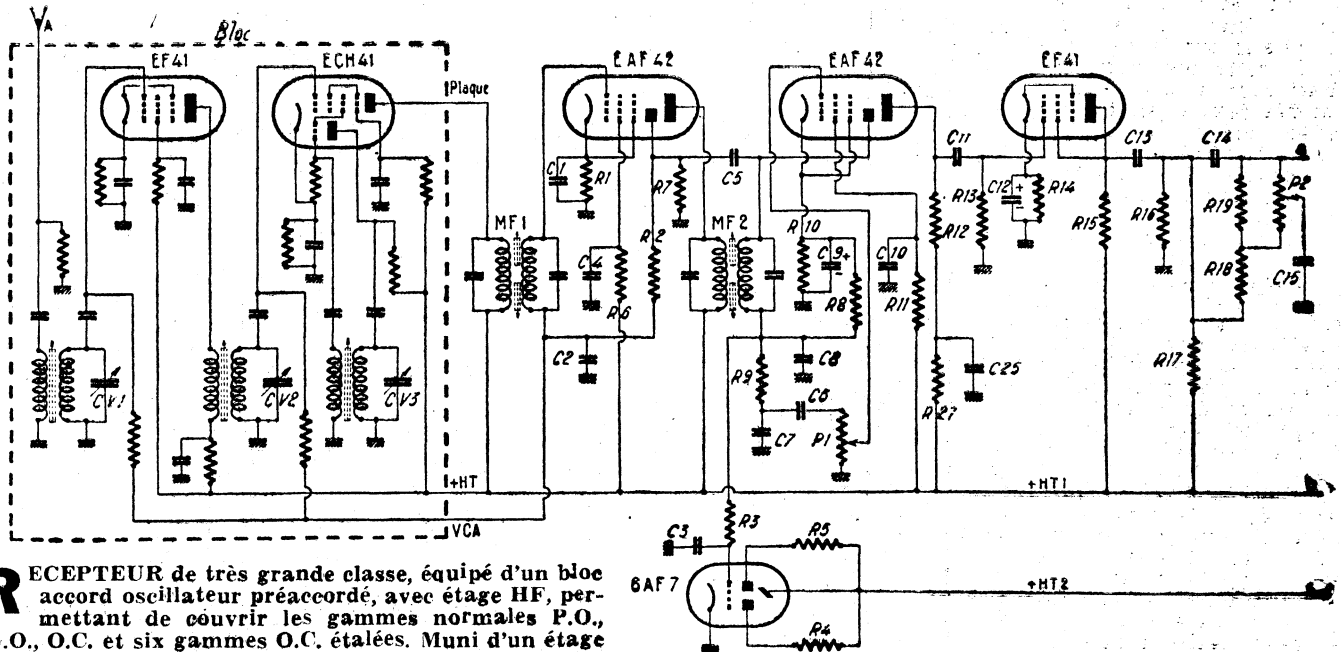 A
Bloc
EF41
ECH41
EAF42
EAF42
EF41
Plaque
C11
C13
C14
C1
R1
R7
C5
R13
C12
+
R14
R12
R15
R16
R19
P2
MF1
R2
MF2
R10
C9+
C10
C4
R8
R11
R18
C15
R6
C2
C8
R9
R17
C25
CV1
CV2
CV3
C6
R27
C7
P1
+HT
+HT1
VCA
R3
C3
R5
6AF7
+HT2
R4
RECEPTEUR de très grande classe, équipé d'un bloc
accord oscillateur préaccordé, avec étage HF, per-
mettant de couvrir les gammes normales P.O.,
.O., O.C. et six gammes O.C. étalées. Muni d'un étage